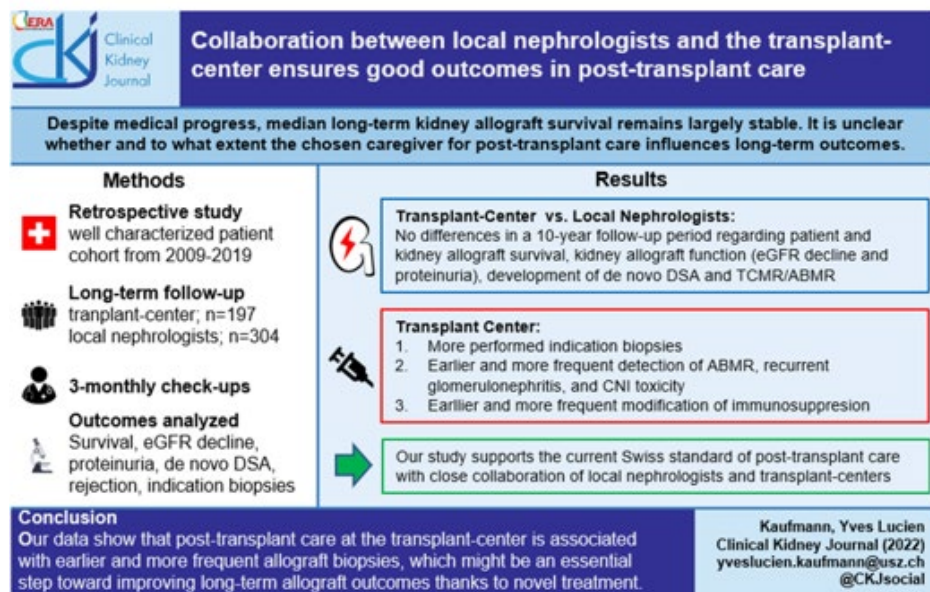 ERA
ckj
Clinical
Kidney
Journal
Collaboration between local nephrologists and the transplant-
center ensures good outcomes in post-transplant care
Despite medical progress, median long-term kidney allograft survival remains largely stable. It is unclear
whether and to what extent the chosen caregiver for post-transplant care influences long-term outcomes.
Methods
Retrospective study
well characterized patient
cohort from 2009-2019
Long-term follow-up
tranplant-center; n=197
local nephrologists; n=304
3-monthly check-ups
Outcomes analyzed
Survival, eGFR decline,
proteinuria, de novo DSA,
rejection, indication biopsies
Results
Transplant-Center vs. Local Nephrologists:
No differences in a 10-year follow-up period regarding patient and
kidney allograft survival, kidney allograft function (eGFR decline and
proteinuria), development of de novo DSA and TCMR/ABMR
Transplant Center:
1. More performed indication biopsies
2. Earlier and more frequent detection of ABMR, recurrent
glomerulonephritis, and CNI toxicity
3. Earllier and more frequent modification of immunosuppresion
Our study supports the current Swiss standard of post-transplant care
with close collaboration of local nephrologists and transplant-centers
Conclusion
Our data show that post-transplant care at the transplant-center is associated
with earlier and more frequent allograft biopsies, which might be an essential
step toward improving long-term allograft outcomes thanks to novel treatment.
Kaufmann, Yves Lucien
Clinical Kidney Journal (2022)
yveslucien.kaufmann@usz.ch
@CKJsocial